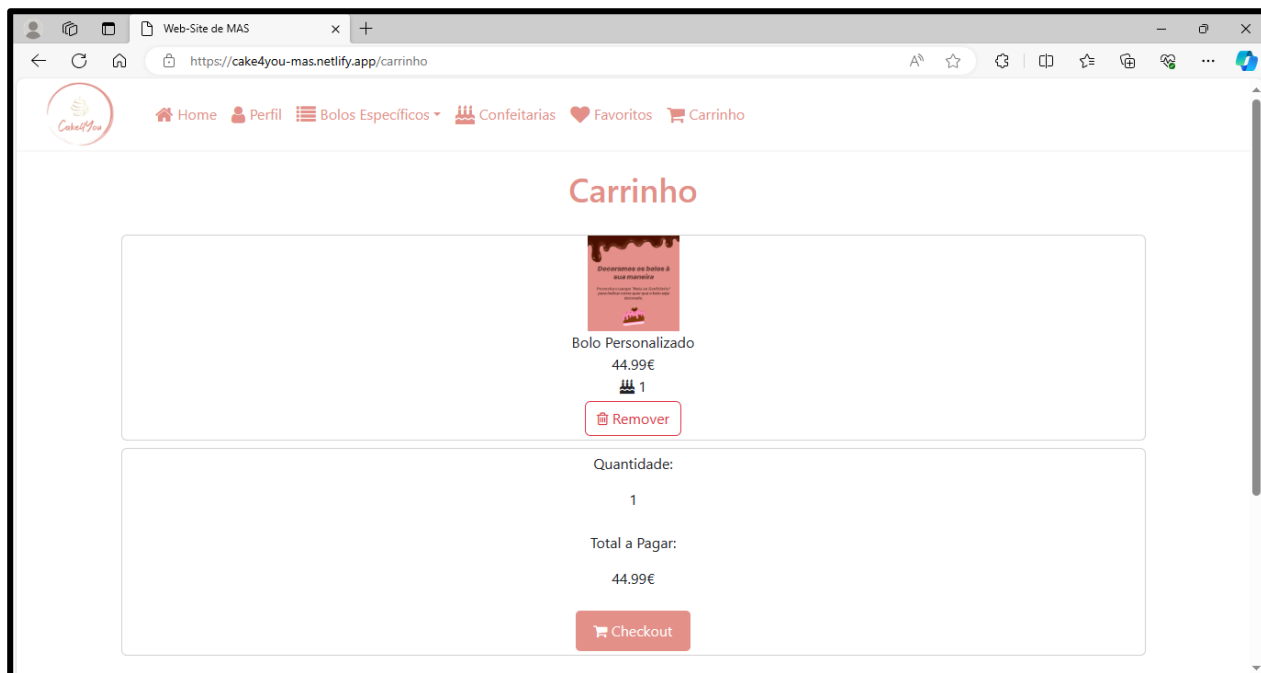 Web-Site de MAS
https://cake4you-mas.netlify.app/carrinho
Cake4You
Home Perfil Bolos Específicos Confeitarias Favoritos Carrinho
Carrinho
Decoramos os bolos à
sua maneira
Bolo Personalizado
44.99€
1
Remover
Quantidade:
1
Total a Pagar:
44.99€
Checkout